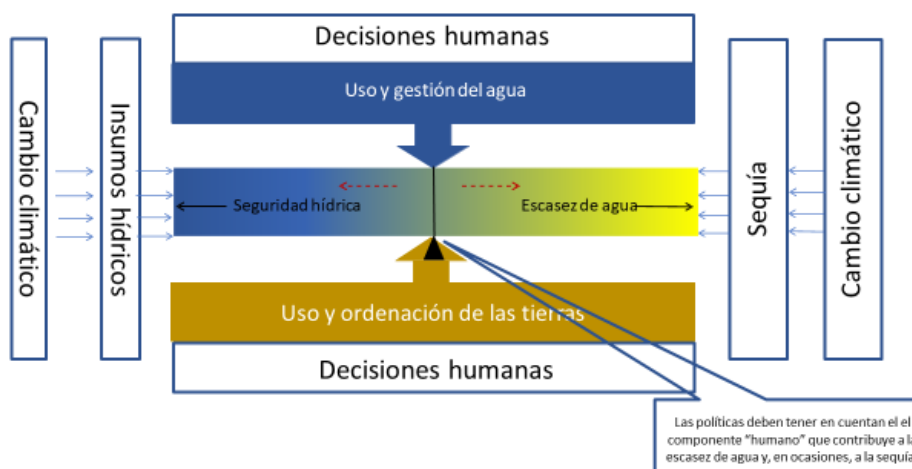 Decisiones humanas
Uso y gestión del agua
Cambio climático
Insumos hídricos
Seguridad hídrica
Escasez de agua
Sequía
Cambio climático
Uso y ordenación de las tierras
Decisiones humanas
Las políticas deben tener en cuentan el el
componente “humano” que contribuye a la
escasez de agua y, en ocasiones, a la sequía